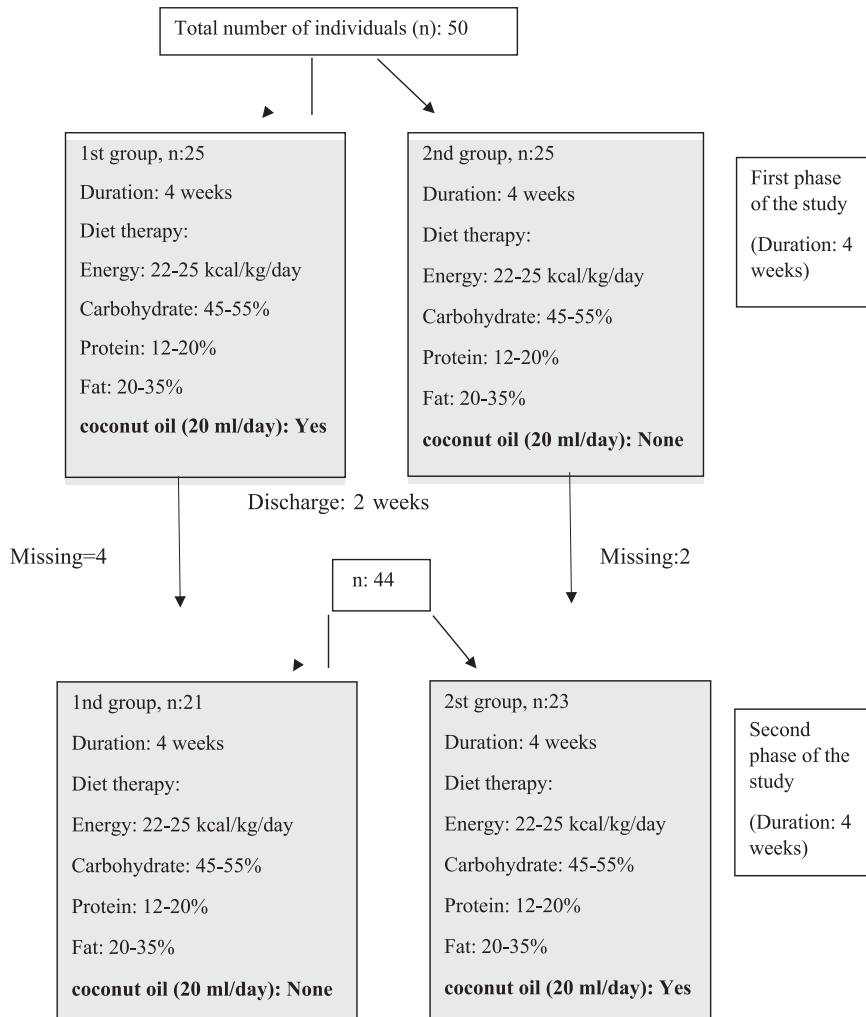 Total number of individuals (n): 50
1st group, n:25
Duration: 4 weeks
Diet therapy:
Energy: 22-25 kcal/kg/day
Carbohydrate: 45-55%
Protein: 12-20%
Fat: 20-35%
coconut oil (20 ml/day): Yes
2nd group, n:25
Duration: 4 weeks
Diet therapy:
Energy: 22-25 kcal/kg/day
Carbohydrate: 45-55%
Protein: 12-20%
Fat: 20-35%
coconut oil (20 ml/day): None
First phase
of the study
(Duration: 4
weeks)
Discharge: 2 weeks
Missing=4
Missing:2
n: 44
1nd group, n:21
Duration: 4 weeks
Diet therapy:
Energy: 22-25 kcal/kg/day
Carbohydrate: 45-55%
Protein: 12-20%
Fat: 20-35%
coconut oil (20 ml/day): None
2st group, n:23
Duration: 4 weeks
Diet therapy:
Energy: 22-25 kcal/kg/day
Carbohydrate: 45-55%
Protein: 12-20%
Fat: 20-35%
coconut oil (20 ml/day): Yes
Second
phase of the
study
(Duration: 4
weeks)